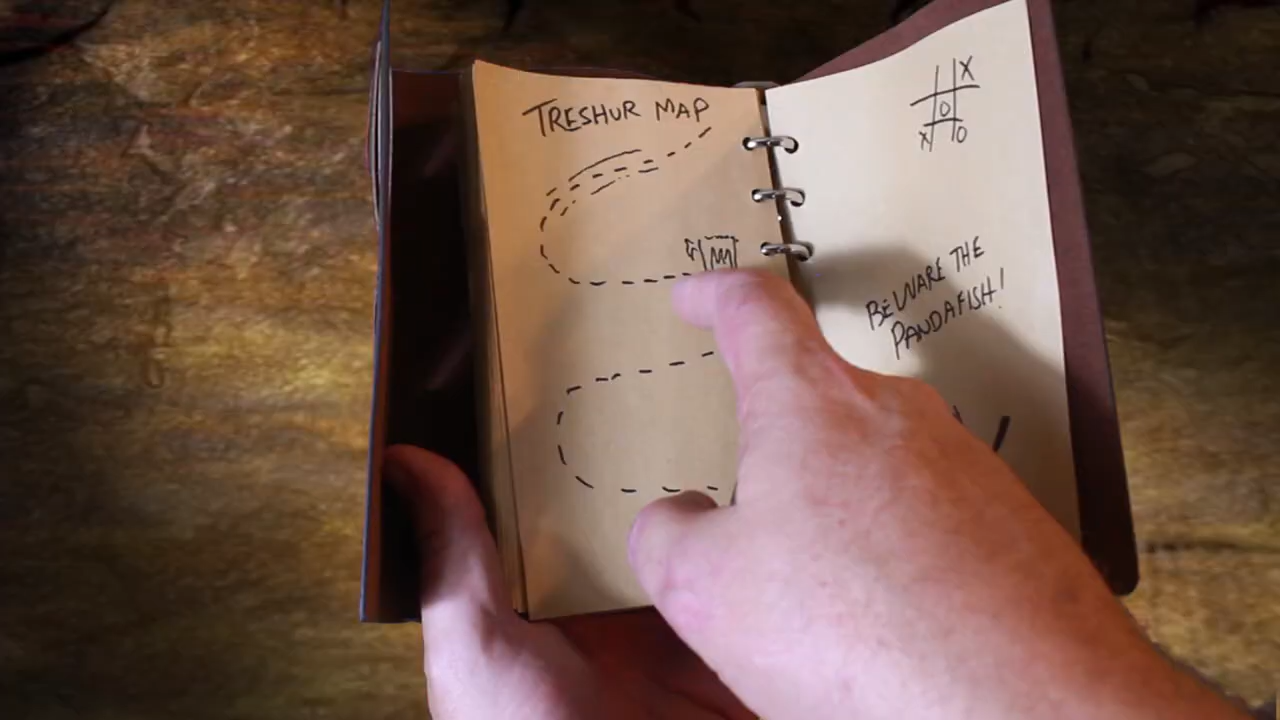 TRESHUR MAP
X
O
X O
BEWARE THE
PANDAFISH!